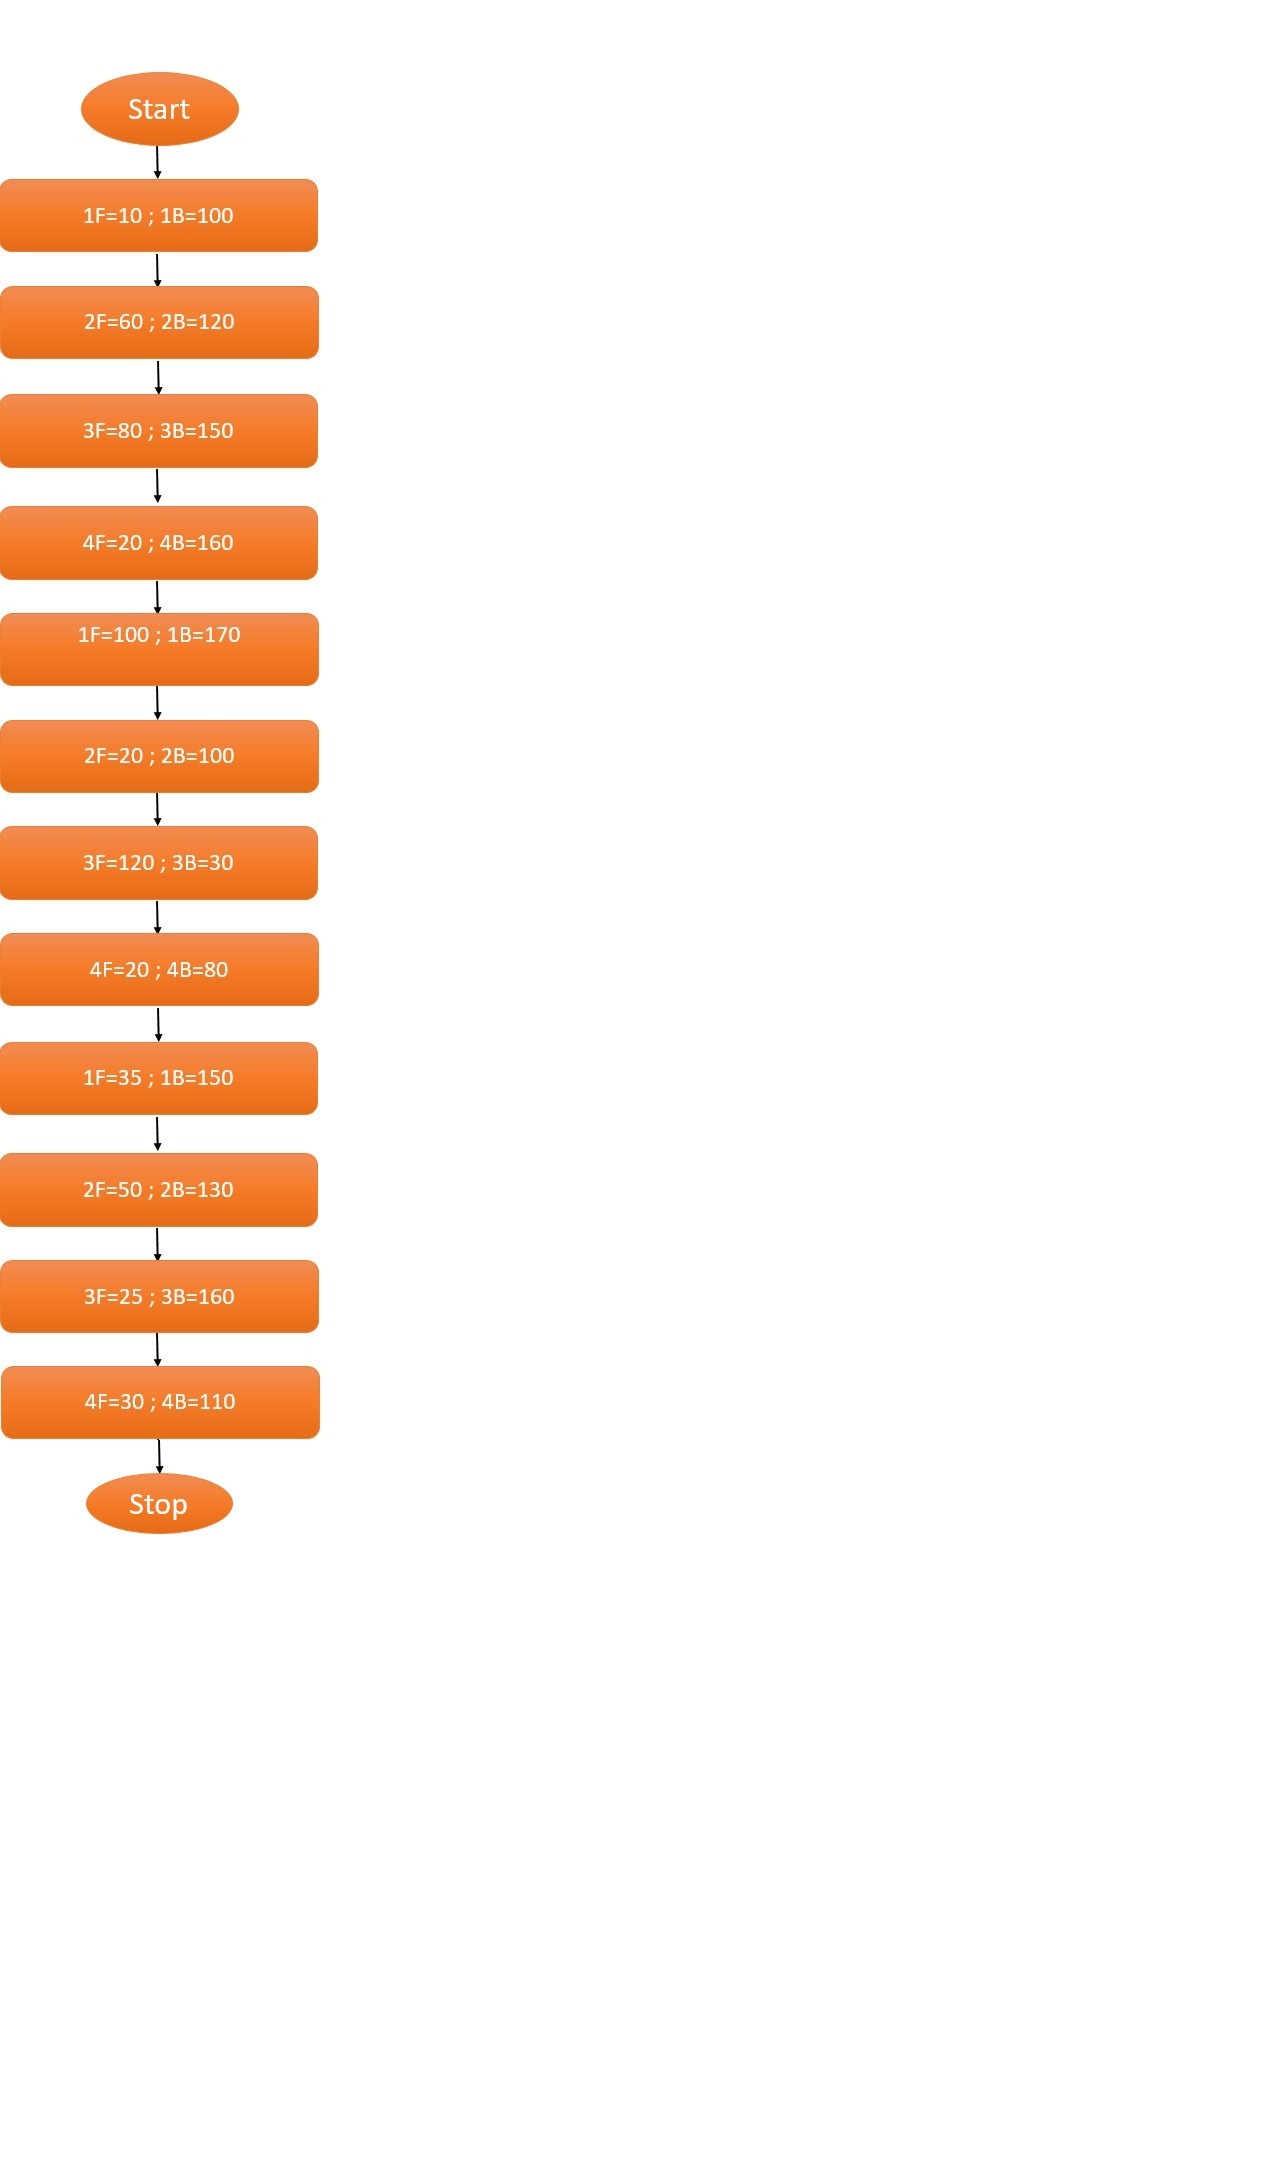 Start
1F=10 ; 1B=100
2F=60 ; 2B=120
3F=80 ; 3B=150
4F=20 ; 4B=160
1F=100 ; 1B=170
2F=20 ; 2B=100
3F=120 ; 3B=30
4F=20 ; 4B=80
1F=35 ; 1B=150
2F=50 ; 2B=130
3F=25 ; 3B=160
4F=30 ; 4B=110
Stop